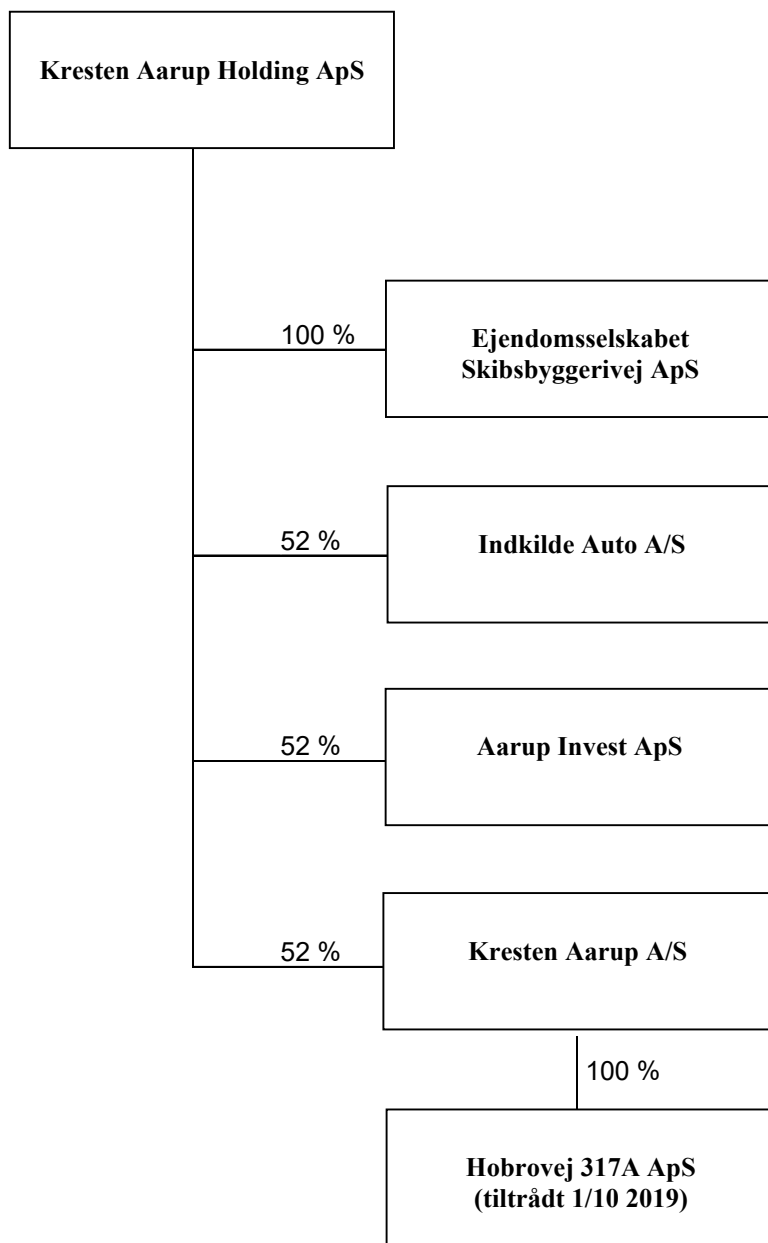 Kresten Aarup Holding ApS
100 %
Ejendomsselskabet
Skibsbyggerivej ApS
52 %
Indkilde Auto A/S
52 %
Aarup Invest ApS
52 %
Kresten Aarup A/S
100 %
Hobrovej 317A ApS
(tiltrådt 1/10 2019)